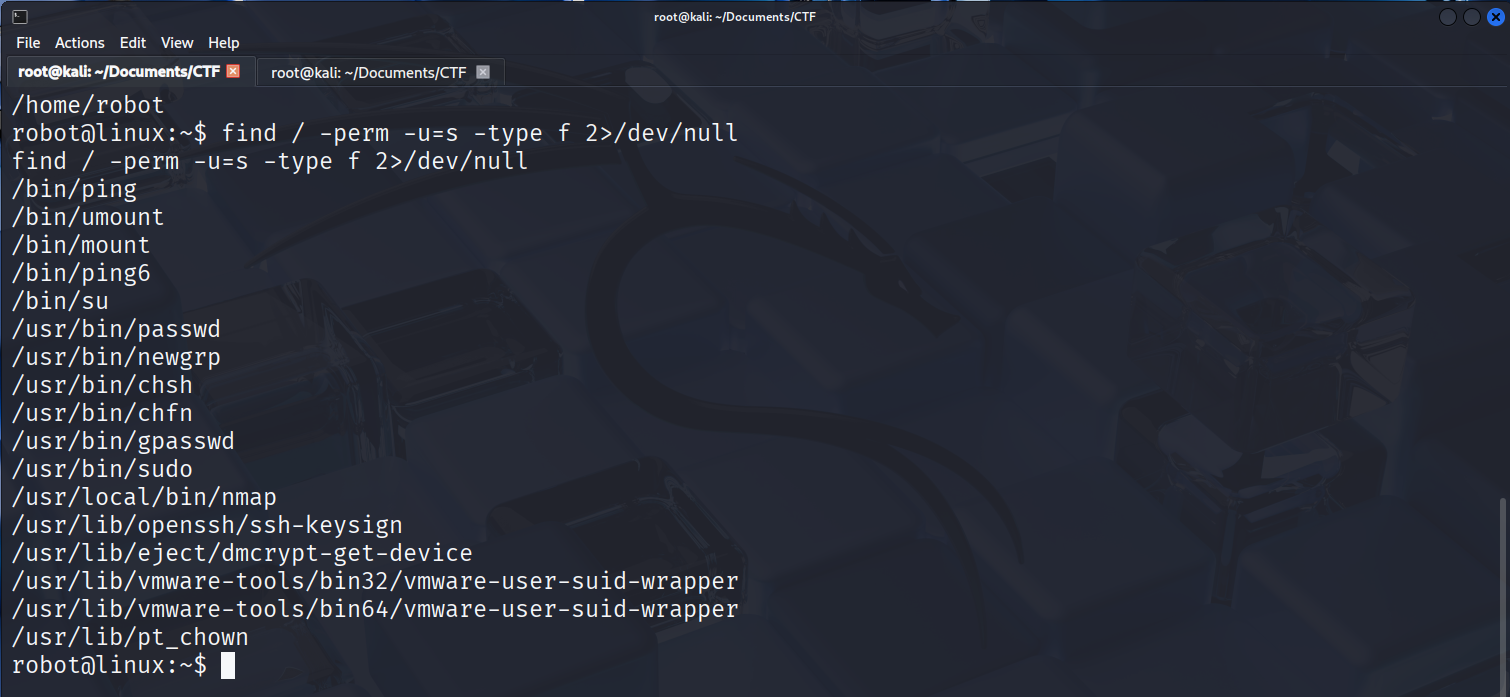 root@kali: ~/Documents/CTF
File Actions Edit View Help
root@kali: ~/Documents/CTF root@kali: ~/Documents/CTF
/home/robot
robot@linux:~$ find / -perm -u=s -type f 2>/dev/null
find / -perm -u=s -type f 2>/dev/null
/bin/ping
/bin/umount
/bin/mount
/bin/ping6
/bin/su
/usr/bin/passwd
/usr/bin/newgrp
/usr/bin/chsh
/usr/bin/chfn
/usr/bin/gpasswd
/usr/bin/sudo
/usr/local/bin/nmap
/usr/lib/openssh/ssh-keysign
/usr/lib/eject/dmcrypt-get-device
/usr/lib/vmware-tools/bin32/vmware-user-suid-wrapper
/usr/lib/vmware-tools/bin64/vmware-user-suid-wrapper
/usr/lib/pt_chown
robot@linux:~$